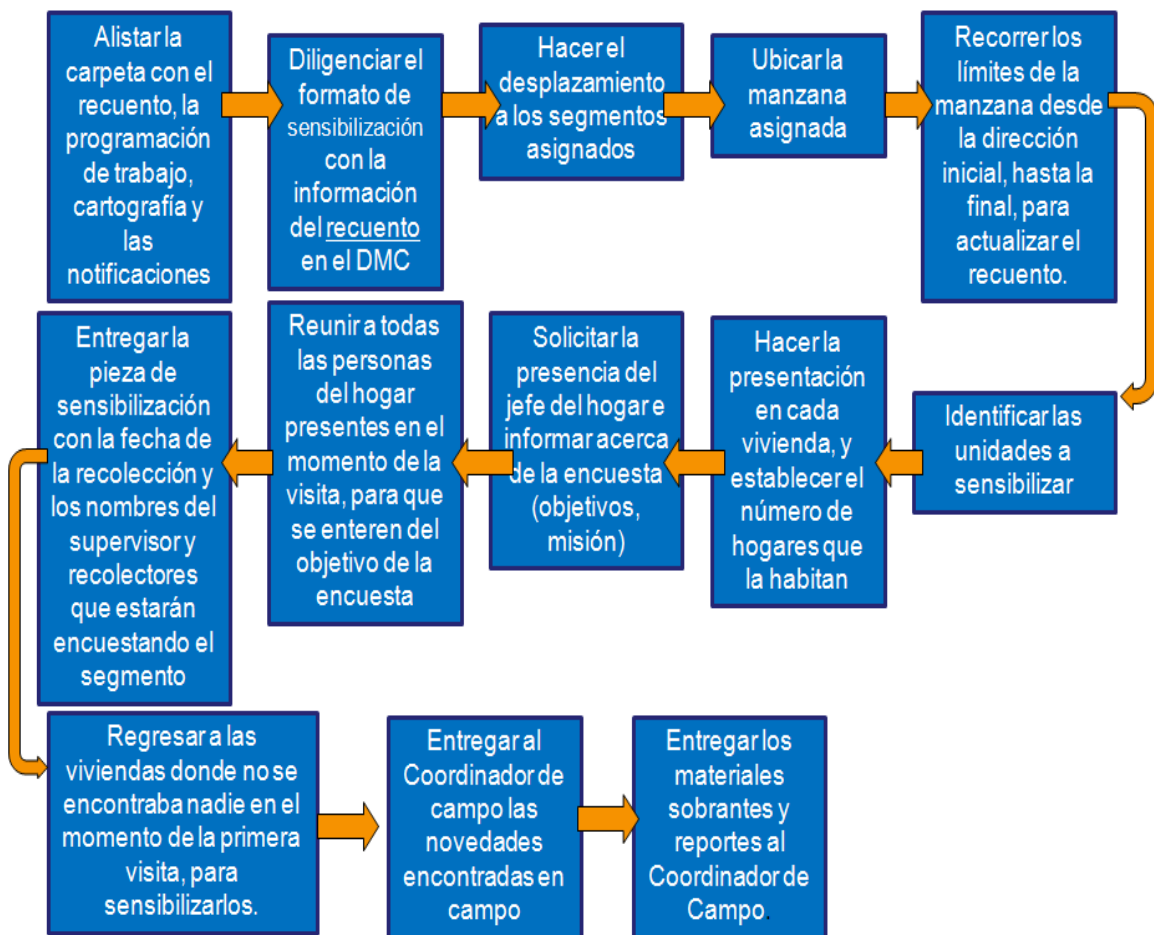 Alistar la
carpeta con el
recuento, la
programación
de trabajo,
cartografía y
las
notificaciones
Diligenciar el
formato de
sensibilización
con la
información
del recuento
en el DMC
Hacer el
desplazamiento
a los segmentos
asignados
Ubicar la
manzana
asignada
Recorrer los
límites de la
manzana desde
la dirección
inicial, hasta la
final, para
actualizar el
recuento.
Identificar las
unidades a
sensibilizar
Hacer la
presentación
en cada
vivienda, y
establecer el
número de
hogares que
la habitan
Solicitar la
presencia del
jefe del hogar e
informar acerca
de la encuesta
(objetivos,
misión)
Reunir a todas
las personas
del hogar
presentes en el
momento de la
visita, para que
se enteren del
objetivo de la
encuesta
Entregar la
pieza de
sensibilización
con la fecha de
la recolección y
los nombres del
supervisor y
recolectores
que estarán
encuestando el
segmento
Regresar a las
viviendas donde no se
encontraba nadie en el
momento de la primera
visita, para
sensibilizarlos.
Entregar al
Coordinador de
campo las
novedades
encontradas en
campo
Entregar los
materiales
sobrantes y
reportes al
Coordinador de
Campo.